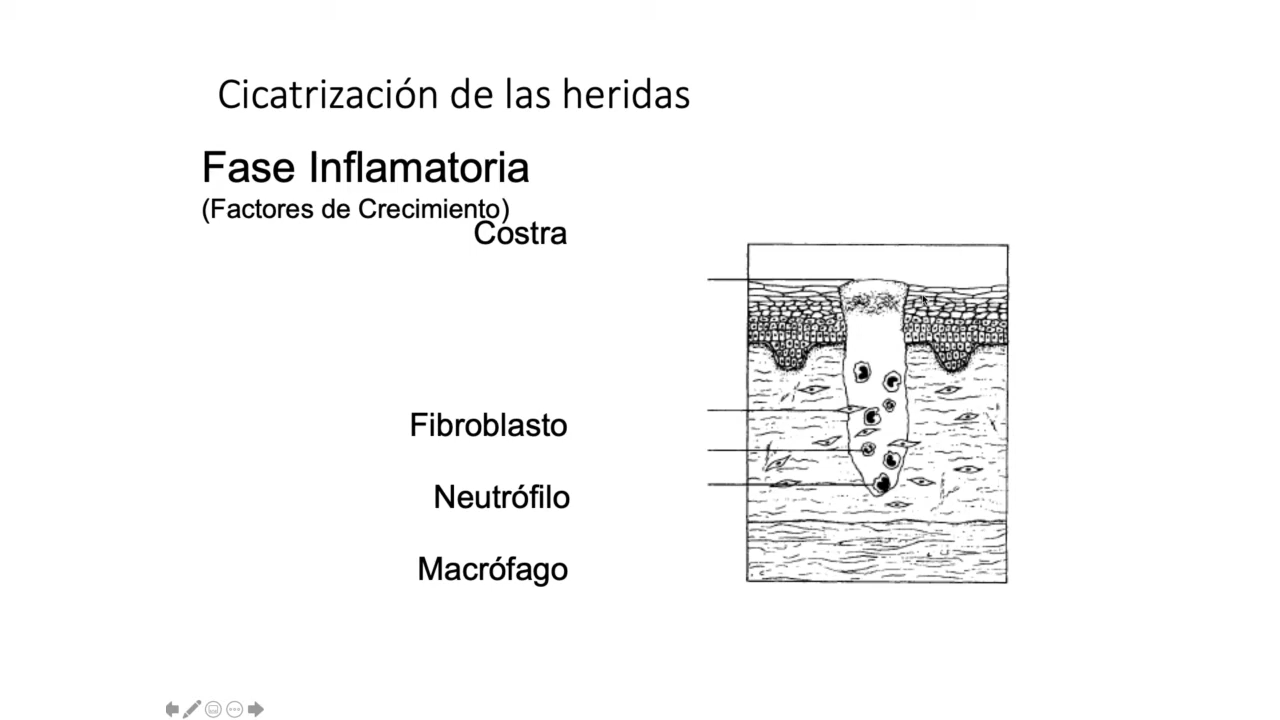 Cicatrización de las heridas
Fase Inflamatoria
(Factores de Crecimiento)
Costra
Fibroblasto
Neutrófilo
Macrófago